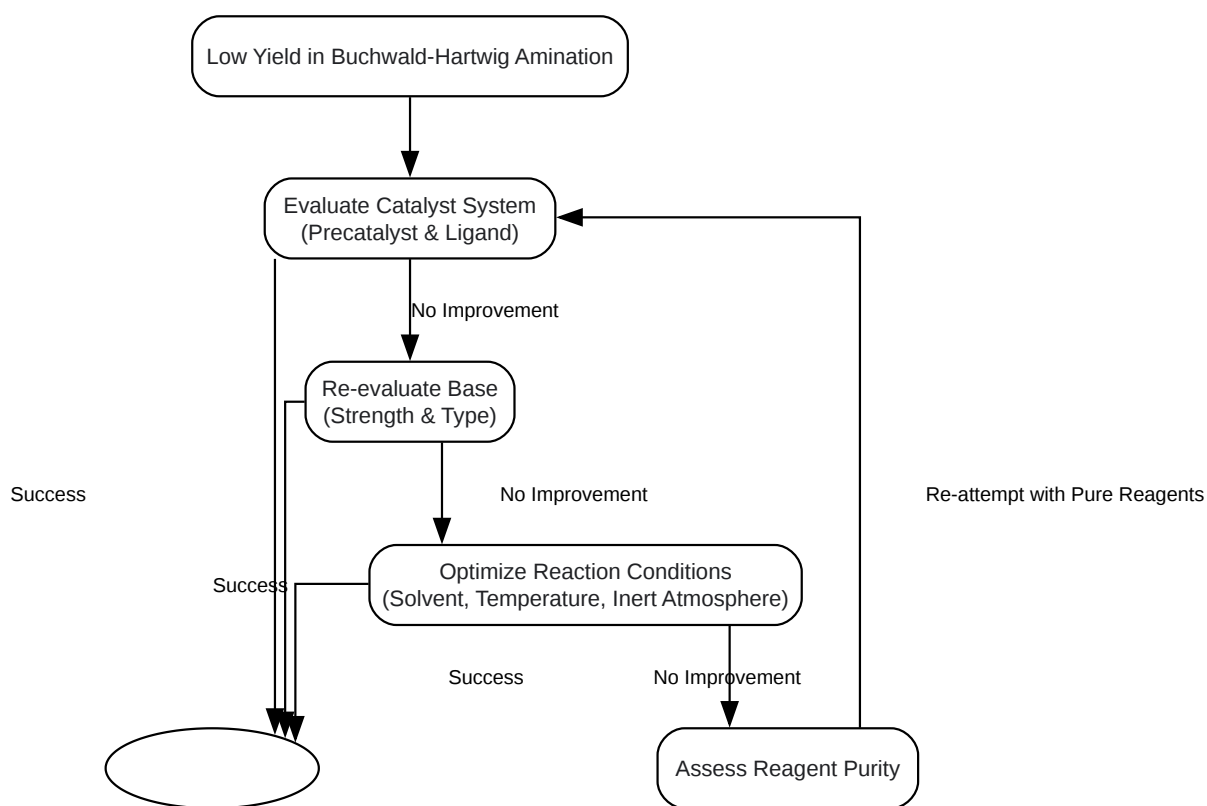 Low Yield in Buchwald-Hartwig Amination
Evaluate Catalyst System
(Precatalyst & Ligand)
No Improvement
Re-evaluate Base
(Strength & Type)
Success
No Improvement
Re-attempt with Pure Reagents
Optimize Reaction Conditions
(Solvent, Temperature, Inert Atmosphere)
Success
Success
No Improvement
Assess Reagent Purity